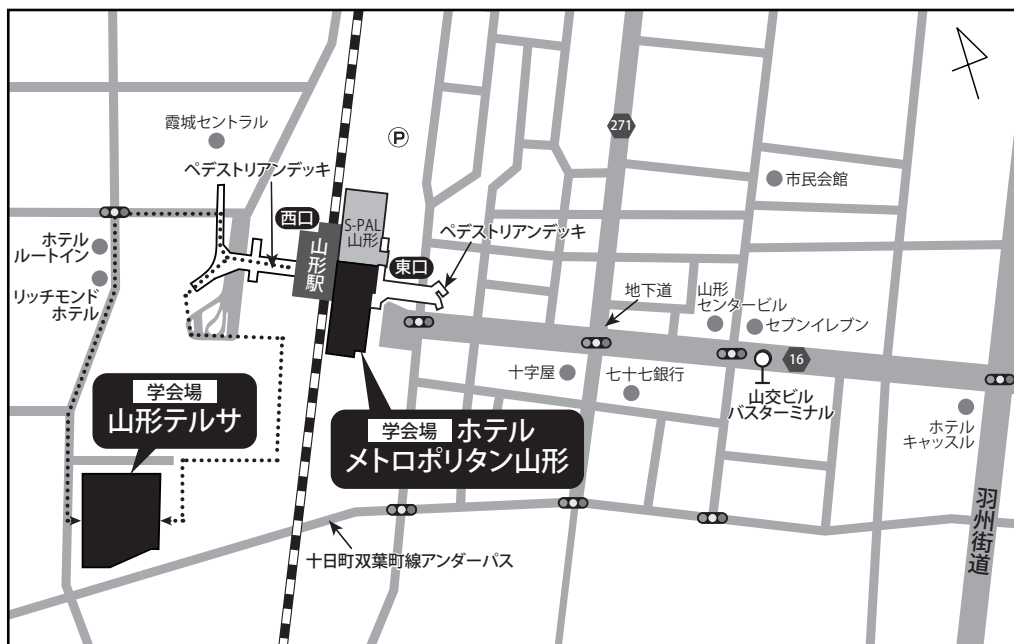 霞城セントラル
ペデストリアンデッキ
西口
S-PAL
山形
山形駅
東口
ペデストリアンデッキ
P
271
市民会館
ホテル
ルートイン
リッチモンド
ホテル
地下道
山形
センタービル
セブンイレブン
16
十字屋
七十七銀行
山交ビル
バスターミナル
ホテル
キャッスル
学会場
山形テルサ
学会場 ホテル
メトロポリタン山形
十日町双葉町線アンダーパス
羽州街道